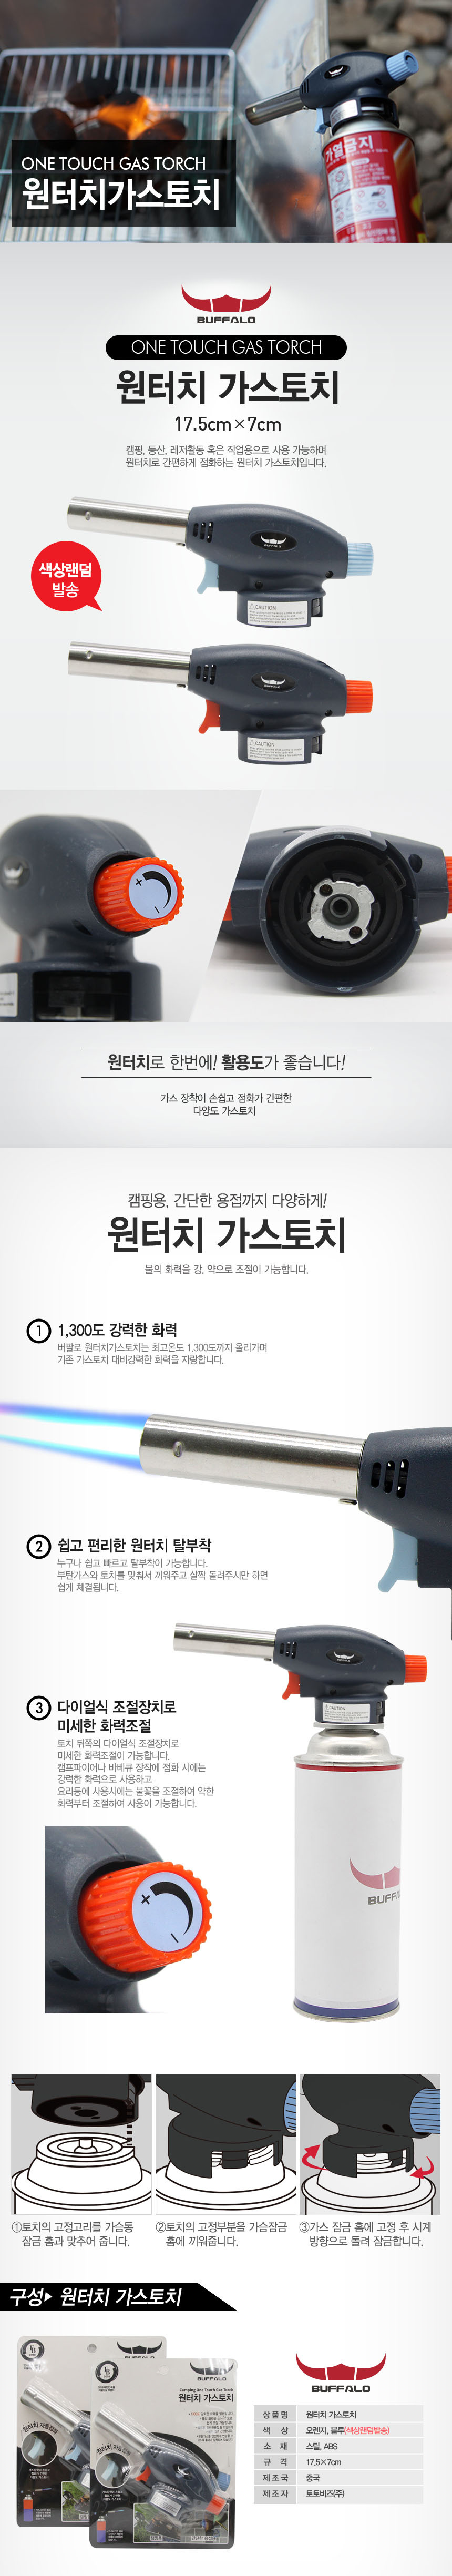 가열금지
ONE TOUCH GAS TORCH
원터치가스토치
BUFFALO
ONE TOUCH GAS TORCH
원터치 가스토치
17.5cm×7cm
캠핑, 등산, 레저활동 혹은 직업용으로 사용 가능하며
원터치로 간편하게 점화하는 원터치 가스토치입니다.
색상랜덤
발송
BUFFALO
CAUTION
BUFFALO
CAUTION
원터치로 한번에! 활용도가 좋습니다!
가스 장착이 손쉽고 점화가 간편한
다양도 가스토치
캠핑용, 간단한 용접까지 다양하게!
원터치 가스토치
불의 화력을 강, 약으로 조절이 가능합니다.
1 1,300도 강력한 화력
버팔로 원터치가스토치는 최고온도 1,300도까지 올리가며
기존 가스토치 대비강력한 화력을 자랑합니다.
2 쉽고 편리한 원터치 탈부착
누구나 쉽고 빠르고 탈부착이 가능합니다.
부탄가스와 토치를 맞춰서 끼워주고 살짝 돌려주시만 하면
쉽게 체결됩니다.
BUFFALO
CAUTION
3 다이얼식 조절장치로
미세한 화력조절
토치 뒤쪽의 다이얼식 조절장치로
미세한 화력조절이 가능합니다.
캠프파이어나 바베큐 장작에 점화 시에는
강력한 화력으로 사용하고
요리등에 사용시에는 불꽃을 조절하여 약한
화력부터 조절하여 사용이 가능합니다.
BUFFALO
①토치의 고정고리를 가슴통
잠금 홈과 맞추어 줍니다.
②토치의 고정부분을 가슴잠금
홈에 끼워줍니다.
③가스 잠금 홈에 고정 후 시계
방향으로 돌려 잠금합니다.
구성▶ 원터치 가스토치
BUFFALO
Camping One Touch Gas Torch
원터치 가스토치
BUFFALO
상품명 원터치 가스토치
색 상 오렌지, 블루(색상랜덤발송)
소 재 스틸, ABS
규 격 17.5×7cm
제조국 중국
제조자 토토비즈(주)